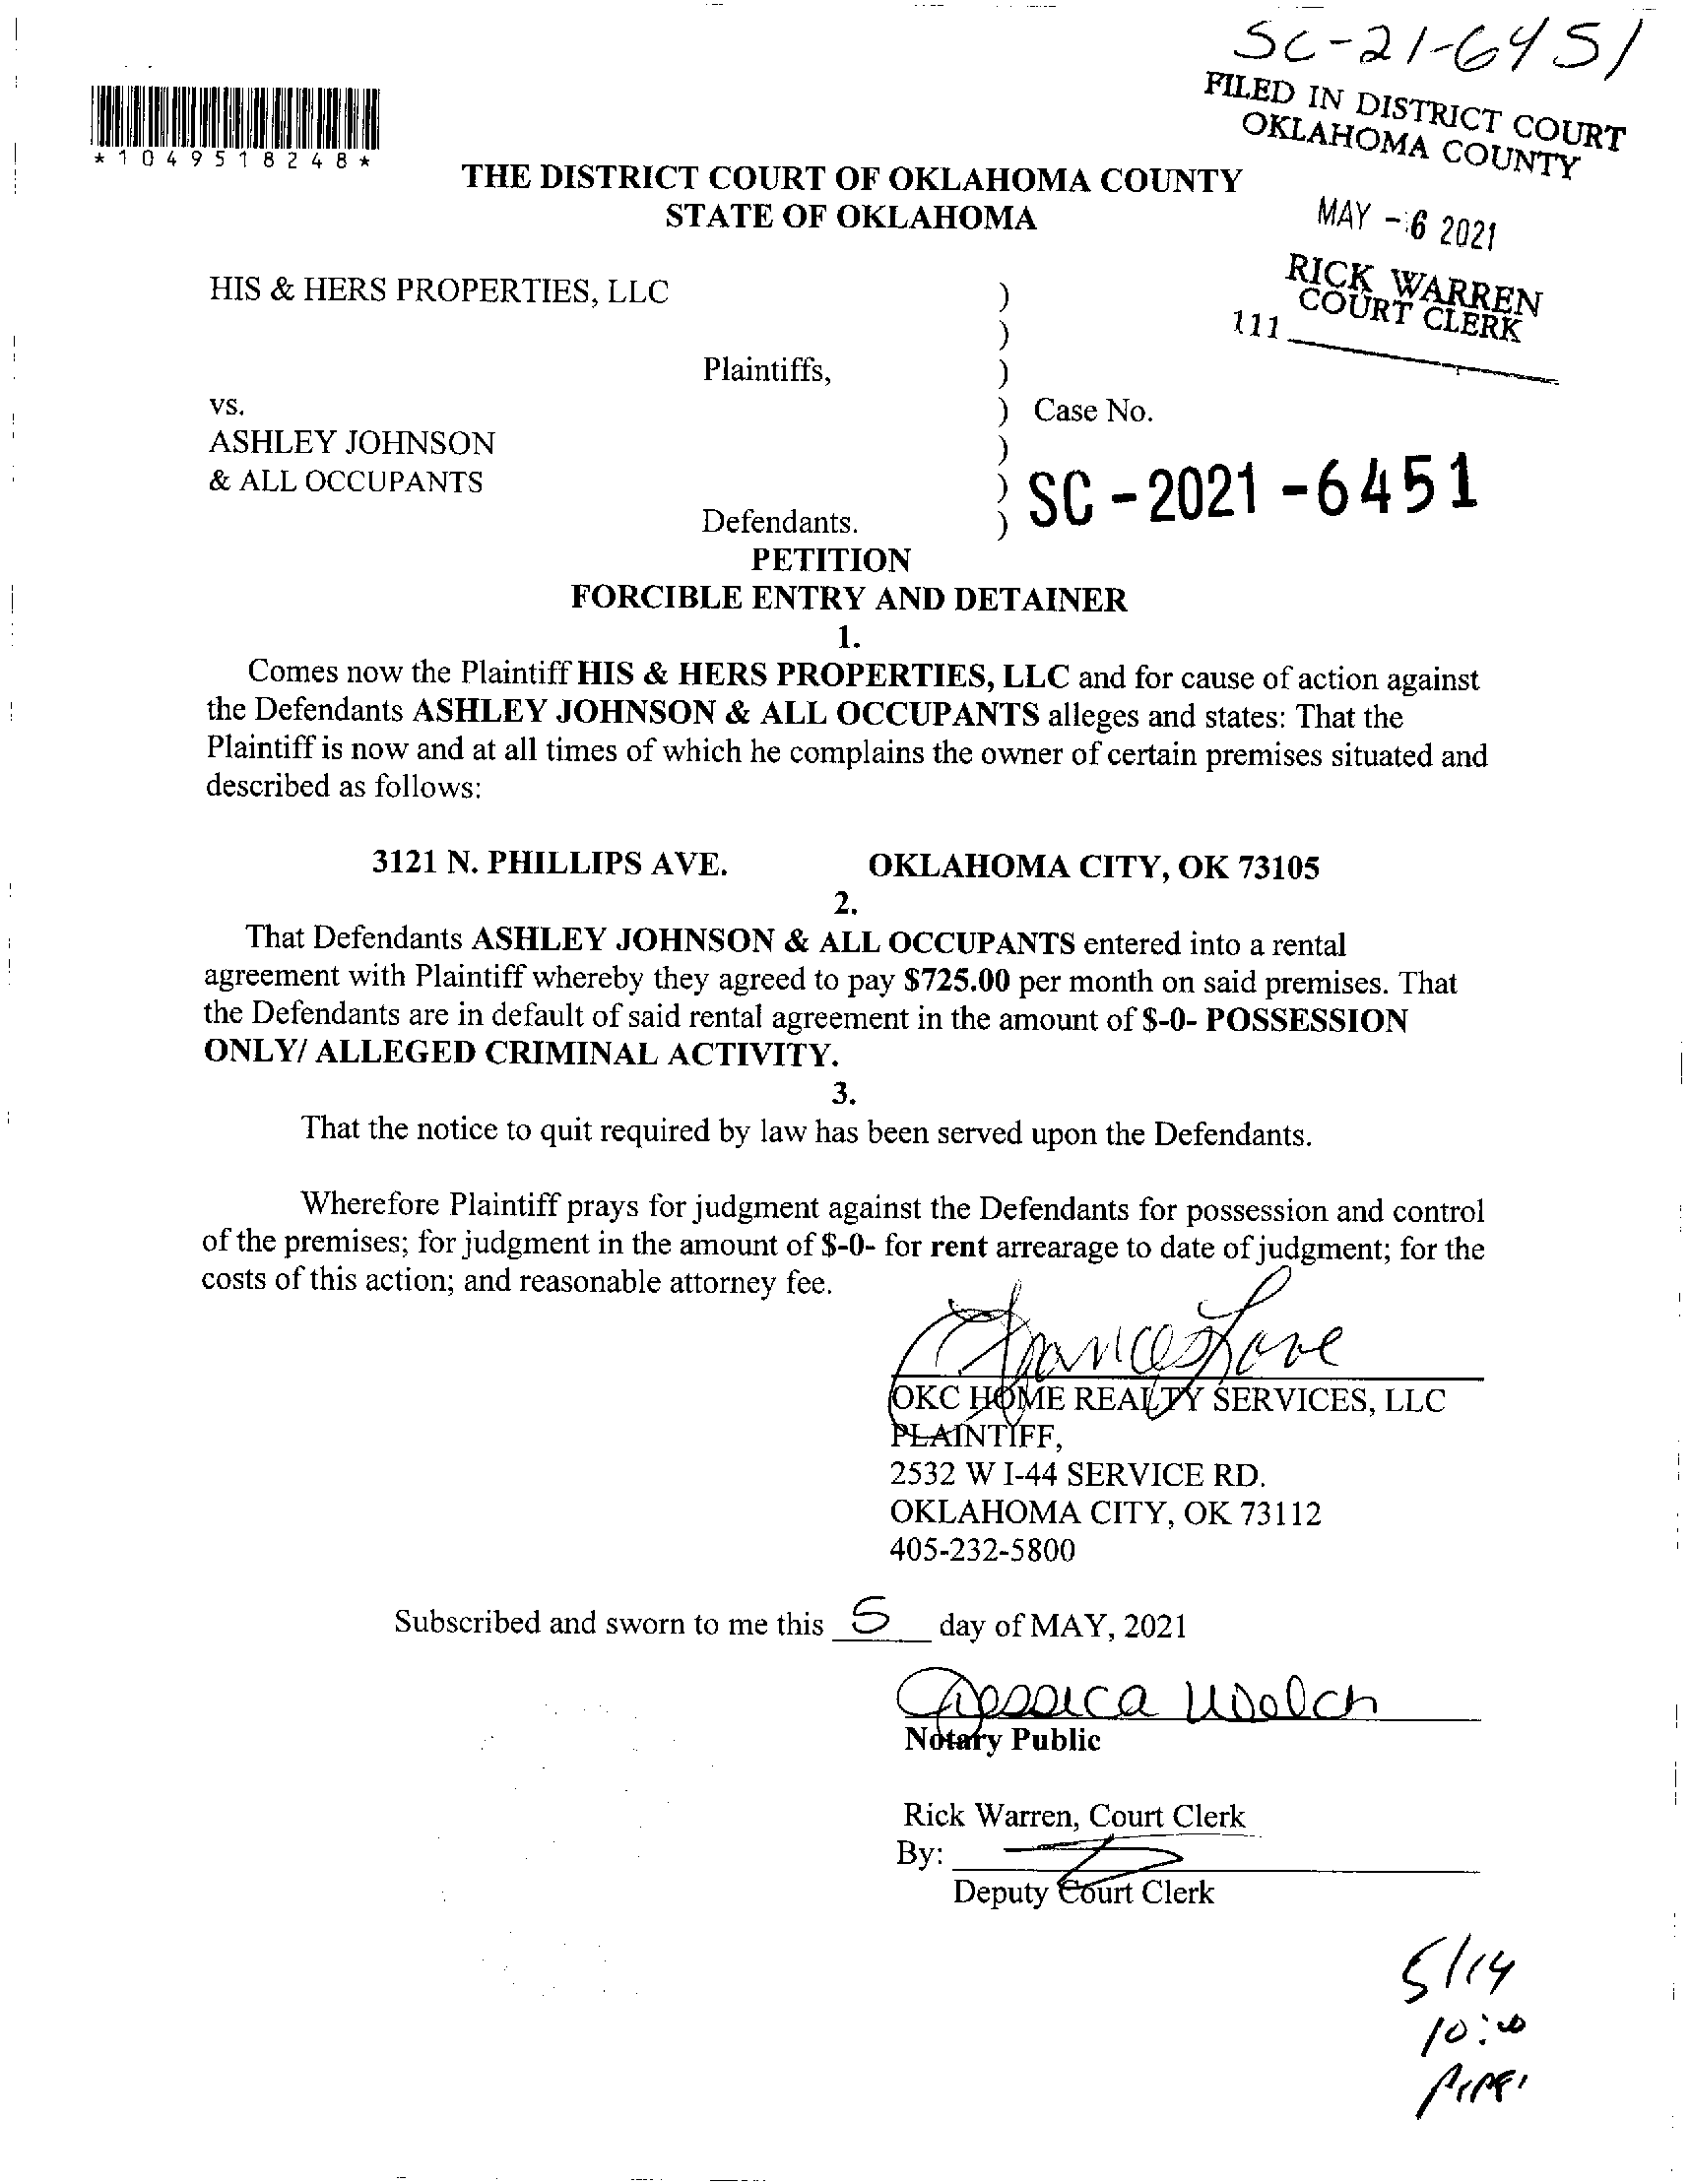 SC-21-6451
FILED IN DISTRICT COURT
OKLAHOMA COUNTY
*1049518248*
THE DISTRICT COURT OF OKLAHOMA COUNTY
STATE OF OKLAHOMA
MAY -6 2021
RICK WARREN
COURT CLERK
111
HIS & HERS PROPERTIES, LLC )
)
Plaintiffs, )
vs. ) Case No.
ASHLEY JOHNSON )
& ALL OCCUPANTS ) SC-2021-6451
Defendants. )
PETITION
FORCIBLE ENTRY AND DETAINER
1.
Comes now the Plaintiff HIS & HERS PROPERTIES, LLC and for cause of action against
the Defendants ASHLEY JOHNSON & ALL OCCUPANTS alleges and states: That the
Plaintiff is now and at all times of which he complains the owner of certain premises situated and
described as follows:
3121 N. PHILLIPS AVE. OKLAHOMA CITY, OK 73105
2.
That Defendants ASHLEY JOHNSON & ALL OCCUPANTS entered into a rental
agreement with Plaintiff whereby they agreed to pay $725.00 per month on said premises. That
the Defendants are in default of said rental agreement in the amount of $-0- POSSESSION
ONLY/ ALLEGED CRIMINAL ACTIVITY.
3.
That the notice to quit required by law has been served upon the Defendants.
Wherefore Plaintiff prays for judgment against the Defendants for possession and control
of the premises; for judgment in the amount of $-0- for rent arrearage to date of judgment; for the
costs of this action; and reasonable attorney fee.
Frances Love
OKC HOME REALTY SERVICES, LLC
PLAINTIFF,
2532 W I-44 SERVICE RD.
OKLAHOMA CITY, OK 73112
405-232-5800
Subscribed and sworn to me this 5 day of MAY, 2021
Jessica Welch
Notary Public
Rick Warren, Court Clerk
By:
Deputy Court Clerk
5/14
10:00